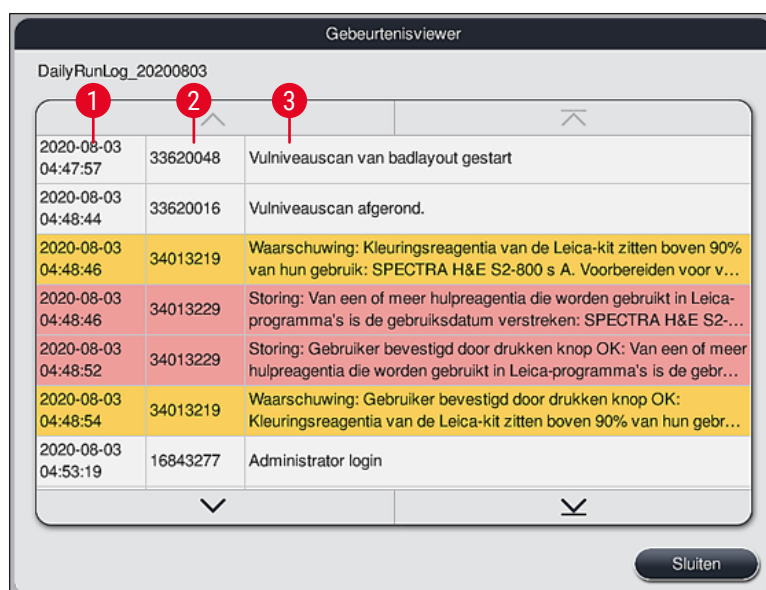 Gebeurtenisviewer
DailyRunLog_20200803
1
2
3
2020-08-03
04:47:57
33620048
Vulniveauscan van badlayout gestart
2020-08-03
04:48:44
33620016
Vulniveauscan afgerond.
2020-08-03
04:48:46
34013219
Waarschuwing: Kleuringsreagentia van de Leica-kit zitten boven 90%
van hun gebruik: SPECTRA H&E S2-800 s A. Voorbereiden voor v...
2020-08-03
04:48:46
34013229
Storing: Van een of meer hulpreagentia die worden gebruikt in Leica-
programma's is de gebruiksdatum verstreken: SPECTRA H&E S2-...
2020-08-03
04:48:52
34013229
Storing: Gebruiker bevestigd door drukken knop OK: Van een of meer
hulpreagentia die worden gebruikt in Leica-programma's is de gebr...
2020-08-03
04:48:54
34013219
Waarschuwing: Gebruiker bevestigd door drukken knop OK:
Kleuringsreagentia van de Leica-kit zitten boven 90% van hun gebr...
2020-08-03
04:53:19
16843277
Administrator login
Sluiten